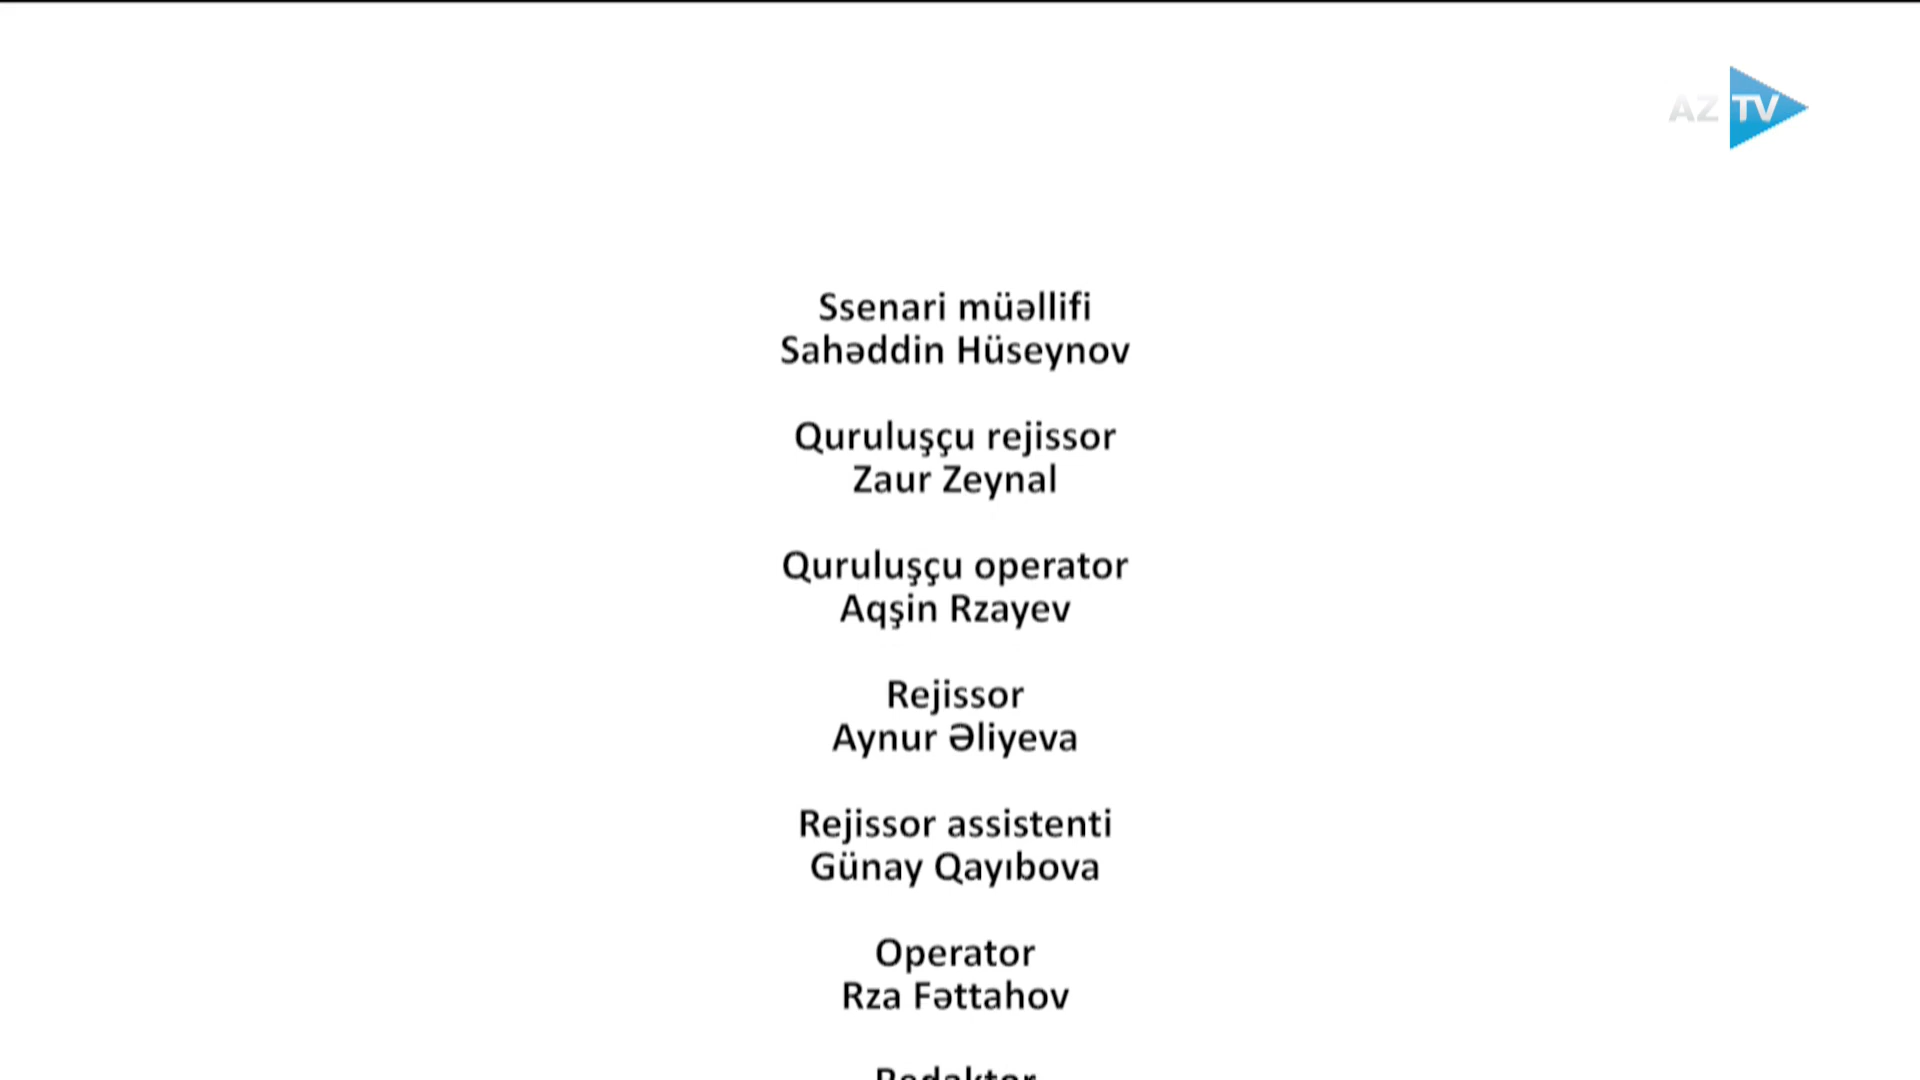 AZ TV
Ssenari müəllifi
Sahəddin Hüseynov
Quruluşçu rejissor
Zaur Zeynal
Quruluşçu operator
Aqşin Rzayev
Rejissor
Aynur Əliyeva
Rejissor assistenti
Günay Qayıbova
Operator
Rza Fəttahov
Redaktor